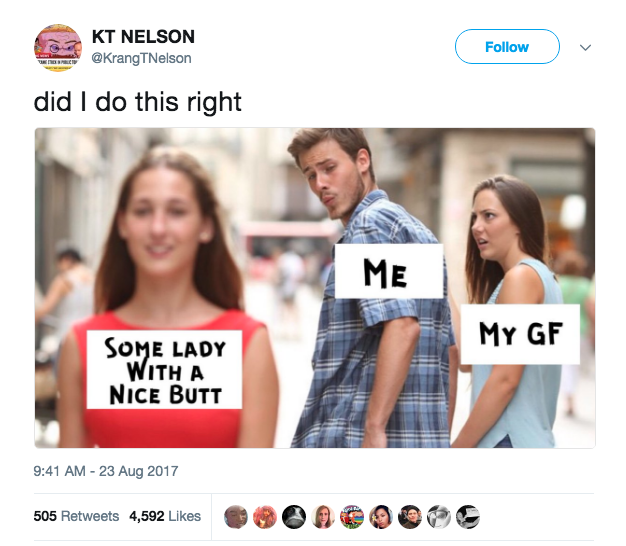 KT NELSON
@KrangTNelson
Follow
did I do this right
ME
MY GF
SOME LADY
WITH A
NICE BUTT
9:41 AM - 23 Aug 2017
505 Retweets 4,592 Likes